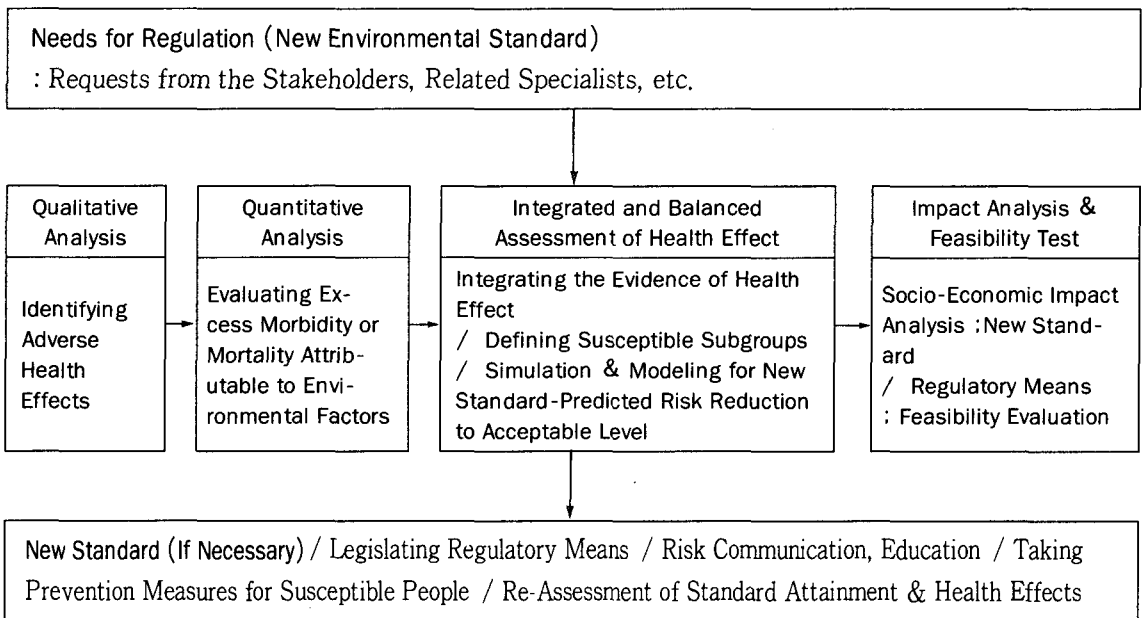 Needs for Regulation (New Environmental Standard)
: Requests from the Stakeholders, Related Specialists, etc.
Qualitative
Analysis
Identifying
Adverse
Health
Effects
Quantitative
Analysis
Evaluating Ex-
cess Morbidity or
Mortality Attrib-
utable to Envi-
ronmental Factors
Integrated and Balanced
Assessment of Health Effect
Integrating the Evidence of Health
Effect
/ Defining Susceptible Subgroups
/ Simulation & Modeling for New
Standard-Predicted Risk Reduction
to Acceptable Level
Impact Analysis &
Feasibility Test
Socio-Economic Impact
Analysis ; New Stand-
ard
/ Regulatory Means
; Feasibility Evaluation
New Standard (If Necessary) / Legislating Regulatory Means / Risk Communication, Education / Taking
Prevention Measures for Susceptible People / Re-Assessment of Standard Attainment & Health Effects